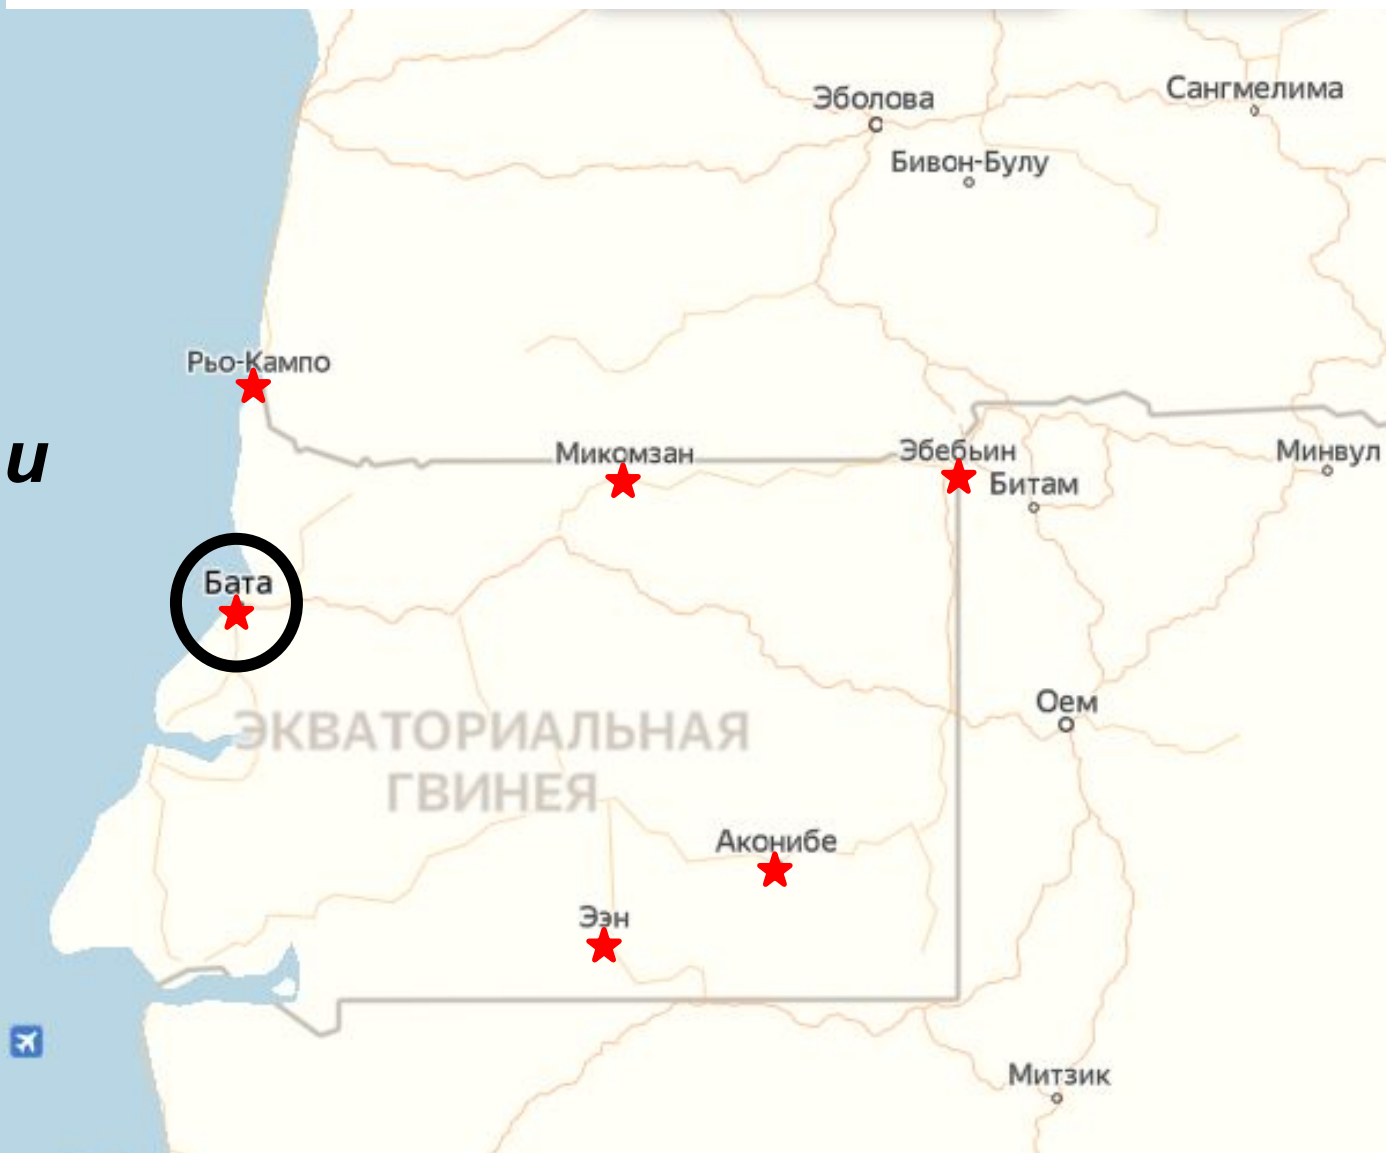 Эболова
Сангмелима
Бивон-Булу
Рьо-Кампо
и
Микомзан
Эбебьин
Минвул
Битам
Бата
Оем
ЭКВАТОРИАЛЬНАЯ
ГВИНЕЯ
Аконибе
Ээн
Митзик